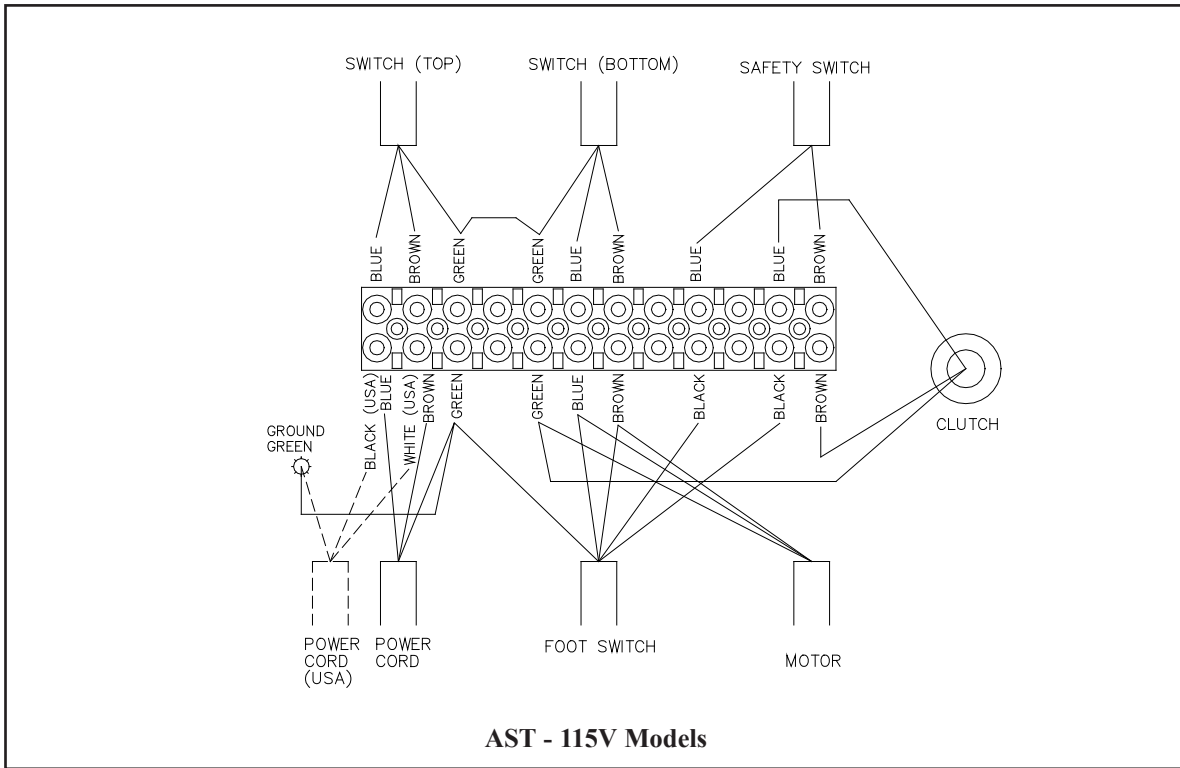 SWITCH (TOP)
SWITCH (BOTTOM)
SAFETY SWITCH
BLUE
BROWN
GREEN
GREEN
BLUE
BROWN
BLUE
BLUE
BROWN
BLACK (USA)
BLUE
WHITE (USA)
BROWN
GREEN
GREEN
BLUE
BROWN
BLACK
BLACK
BROWN
CLUTCH
GROUND
GREEN
POWER
CORD
(USA)
POWER
CORD
FOOT SWITCH
MOTOR
AST - 115V Models